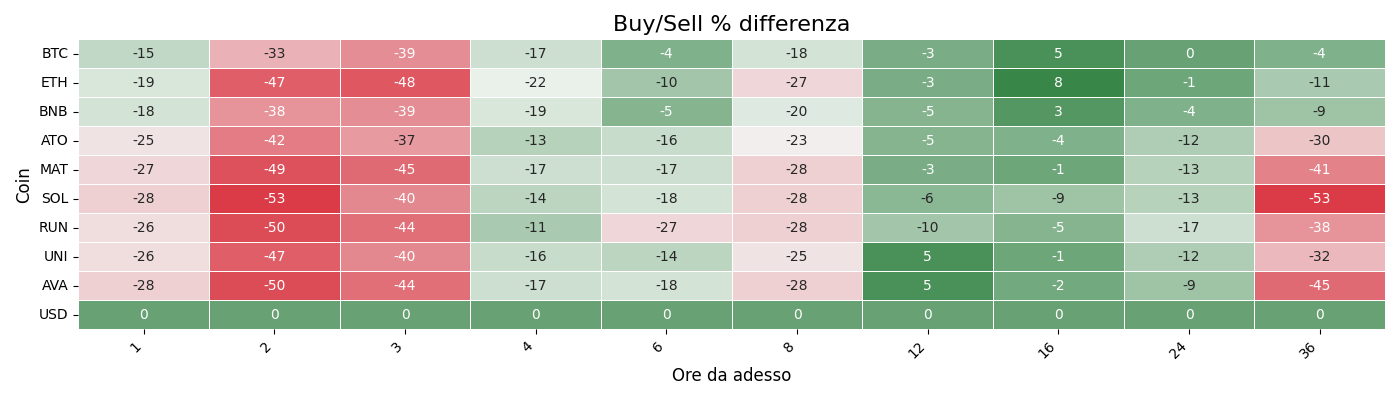 Buy/Sell % differenza
BTC -15 -33 -39 -17 -4 -18 -3 5 0 -4
ETH -19 -47 -48 -22 -10 -27 -3 8 -1 -11
BNB -18 -38 -39 -19 -5 -20 -5 3 -4 -9
ATO -25 -42 -37 -13 -16 -23 -5 -4 -12 -30
MAT -27 -49 -45 -17 -17 -28 -3 -1 -13 -41
SOL -28 -53 -40 -14 -18 -28 -6 -9 -13 -53
RUN -26 -50 -44 -11 -27 -28 -10 -5 -17 -38
UNI -26 -47 -40 -16 -14 -25 5 -1 -12 -32
AVA -28 -50 -44 -17 -18 -28 5 -2 -9 -45
USD 0 0 0 0 0 0 0 0 0 0
Coin
1 2 3 4 6 8 12 16 24 36
Ore da adesso